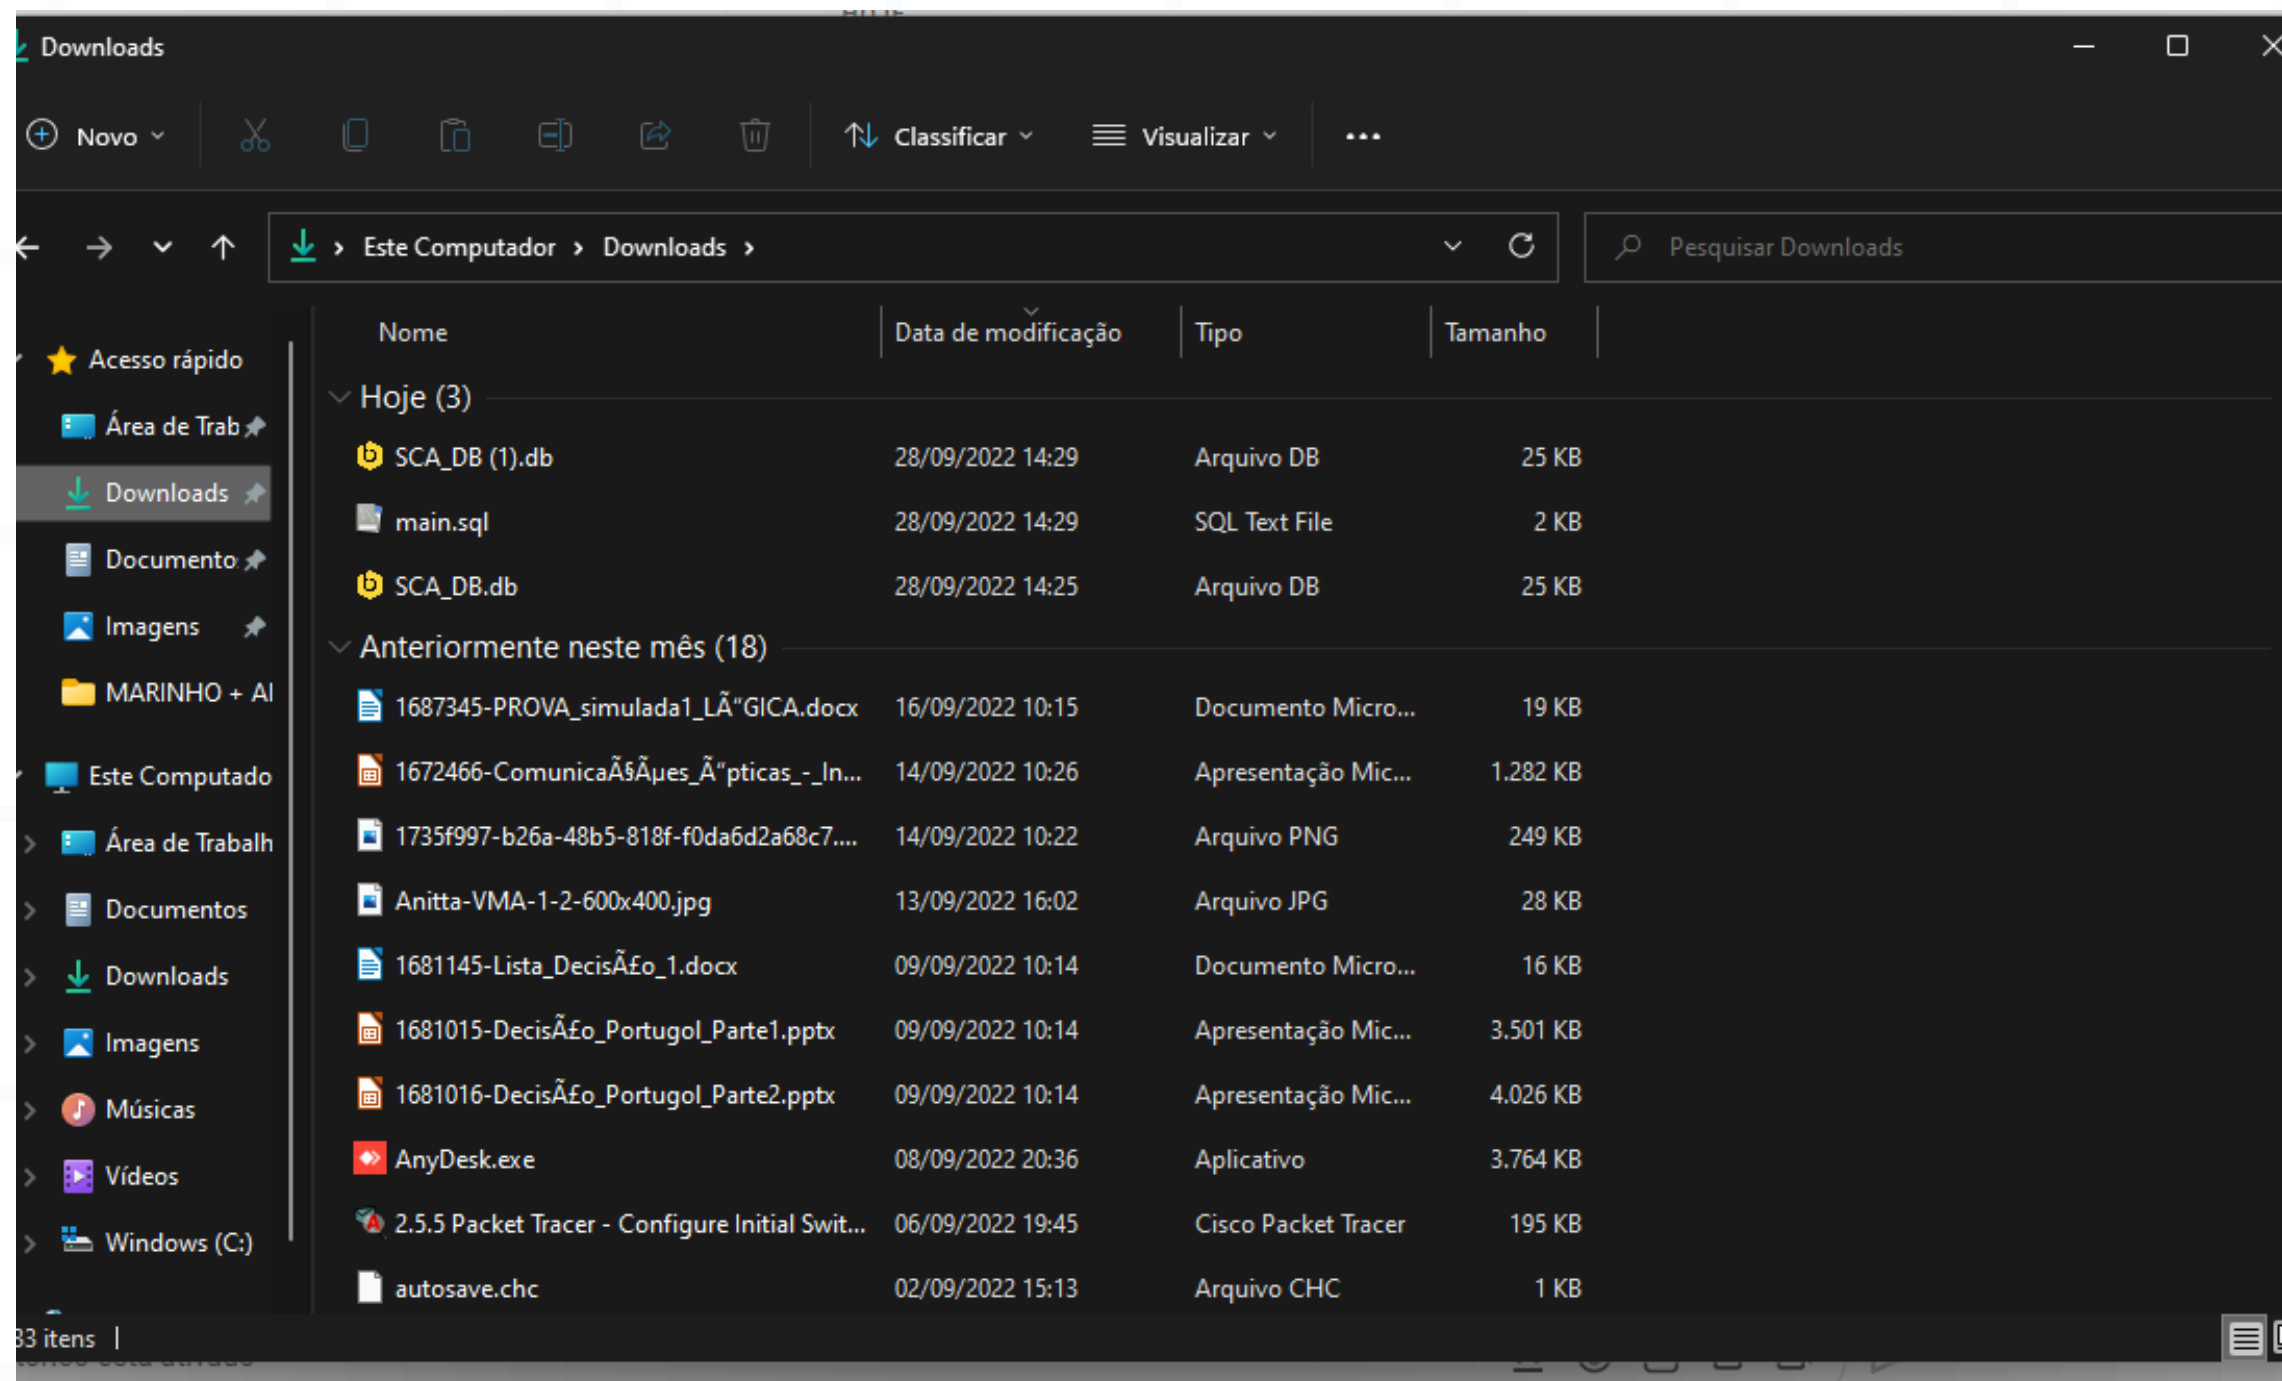 Downloads
Novo Classificar Visualizar
Este Computador Downloads Pesquisar Downloads
Nome Data de modificação Tipo Tamanho
Acesso rápido
Área de Trab
Downloads
Documento
Imagens
MARINHO + Al
Este Computado
Área de Trabalh
Documentos
Downloads
Imagens
Músicas
Vídeos
Windows (C:)
Hoje (3)
SCA_DB (1).db 28/09/2022 14:29 Arquivo DB 25 KB
main.sql 28/09/2022 14:29 SQL Text File 2 KB
SCA_DB.db 28/09/2022 14:25 Arquivo DB 25 KB
Anteriormente neste mês (18)
1687345-PROVA_simulada1_LÃ“GICA.docx 16/09/2022 10:15 Documento Micro... 19 KB
1672466-ComunicaÃ§Ãµes_Ã“pticas_-_In... 14/09/2022 10:26 Apresentação Mic... 1.282 KB
1735f997-b26a-48b5-818f-f0da6d2a68c7.... 14/09/2022 10:22 Arquivo PNG 249 KB
Anitta-VMA-1-2-600x400.jpg 13/09/2022 16:02 Arquivo JPG 28 KB
1681145-Lista_DecisÃ£o_1.docx 09/09/2022 10:14 Documento Micro... 16 KB
1681015-DecisÃ£o_Portugol_Parte1.pptx 09/09/2022 10:14 Apresentação Mic... 3.501 KB
1681016-DecisÃ£o_Portugol_Parte2.pptx 09/09/2022 10:14 Apresentação Mic... 4.026 KB
AnyDesk.exe 08/09/2022 20:36 Aplicativo 3.764 KB
2.5.5 Packet Tracer - Configure Initial Swit... 06/09/2022 19:45 Cisco Packet Tracer 195 KB
autosave.chc 02/09/2022 15:13 Arquivo CHC 1 KB
33 itens